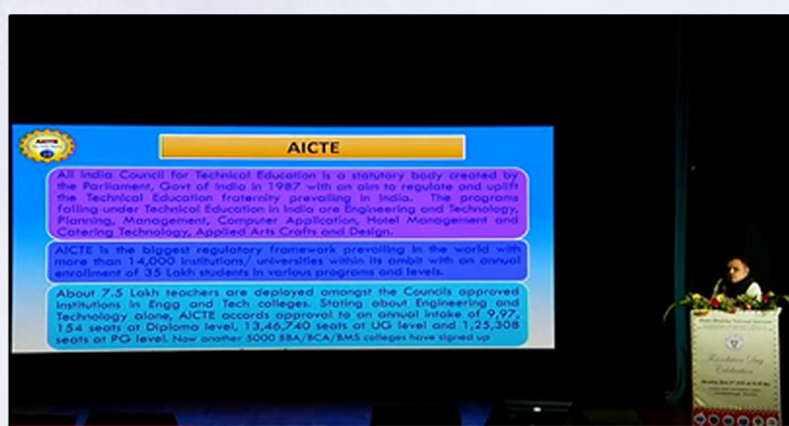 AICTE
AICTE
All India Council for Technical Education is a statutory body created by
the Parliament, Govt of India in 1987 with an aim to regulate and uplift
the Technical Education fraternity prevailing in India. The programs
falling under Technical Education in India are Engineering and Technology,
Planning, Management, Computer Application, Hotel Management and
Catering Technology, Applied Arts Crafts and Design.
AICTE is the biggest regulatory framework prevailing in the world with
more than 14,000 Institutions/ universities within its ambit with an annual
enrollment of 35 Lakh students in various programs and levels.
About 7.5 Lakh teachers are deployed amongst the Councils approved
Institutions in Engg and Tech colleges. Stating about Engineering and
Technology alone, AICTE accords approval to an annual intake of 9,97,
154 seats at Diploma level, 13,46,740 seats at UG level and 1,25,308
seats at PG level. Now another 5000 BBA/BCA/BMS colleges have signed up
Foundation Day
Celebration